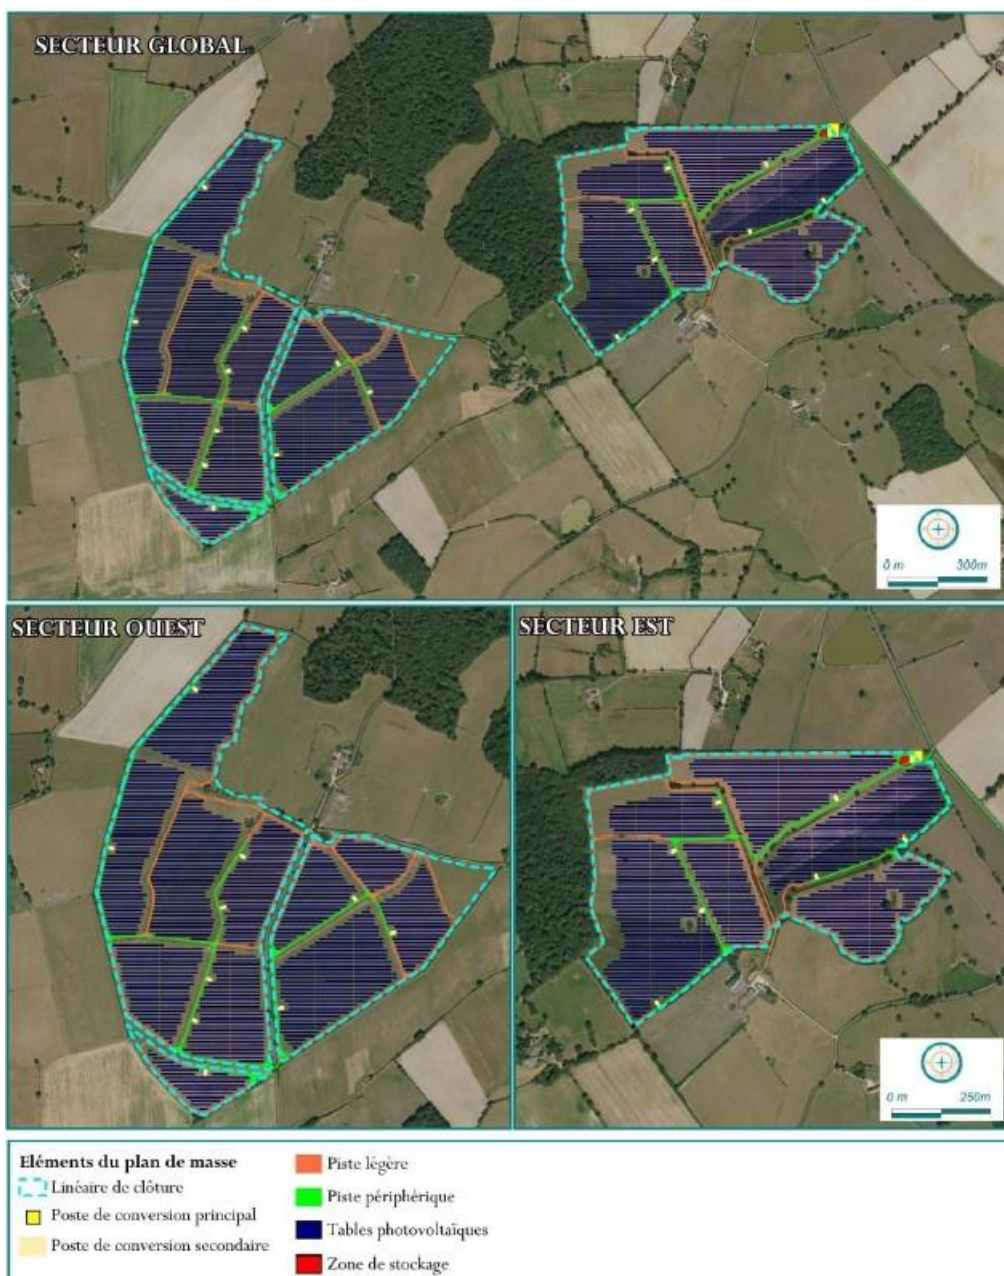 SECTEUR GLOBAL
0 m 300m
SECTEUR OUEST
SECTEUR EST
0 m 250m
Eléments du plan de masse
Linéaire de clôture
Poste de conversion principal
Poste de conversion secondaire
Piste légère
Piste périphérique
Tables photovoltaïques
Zone de stockage